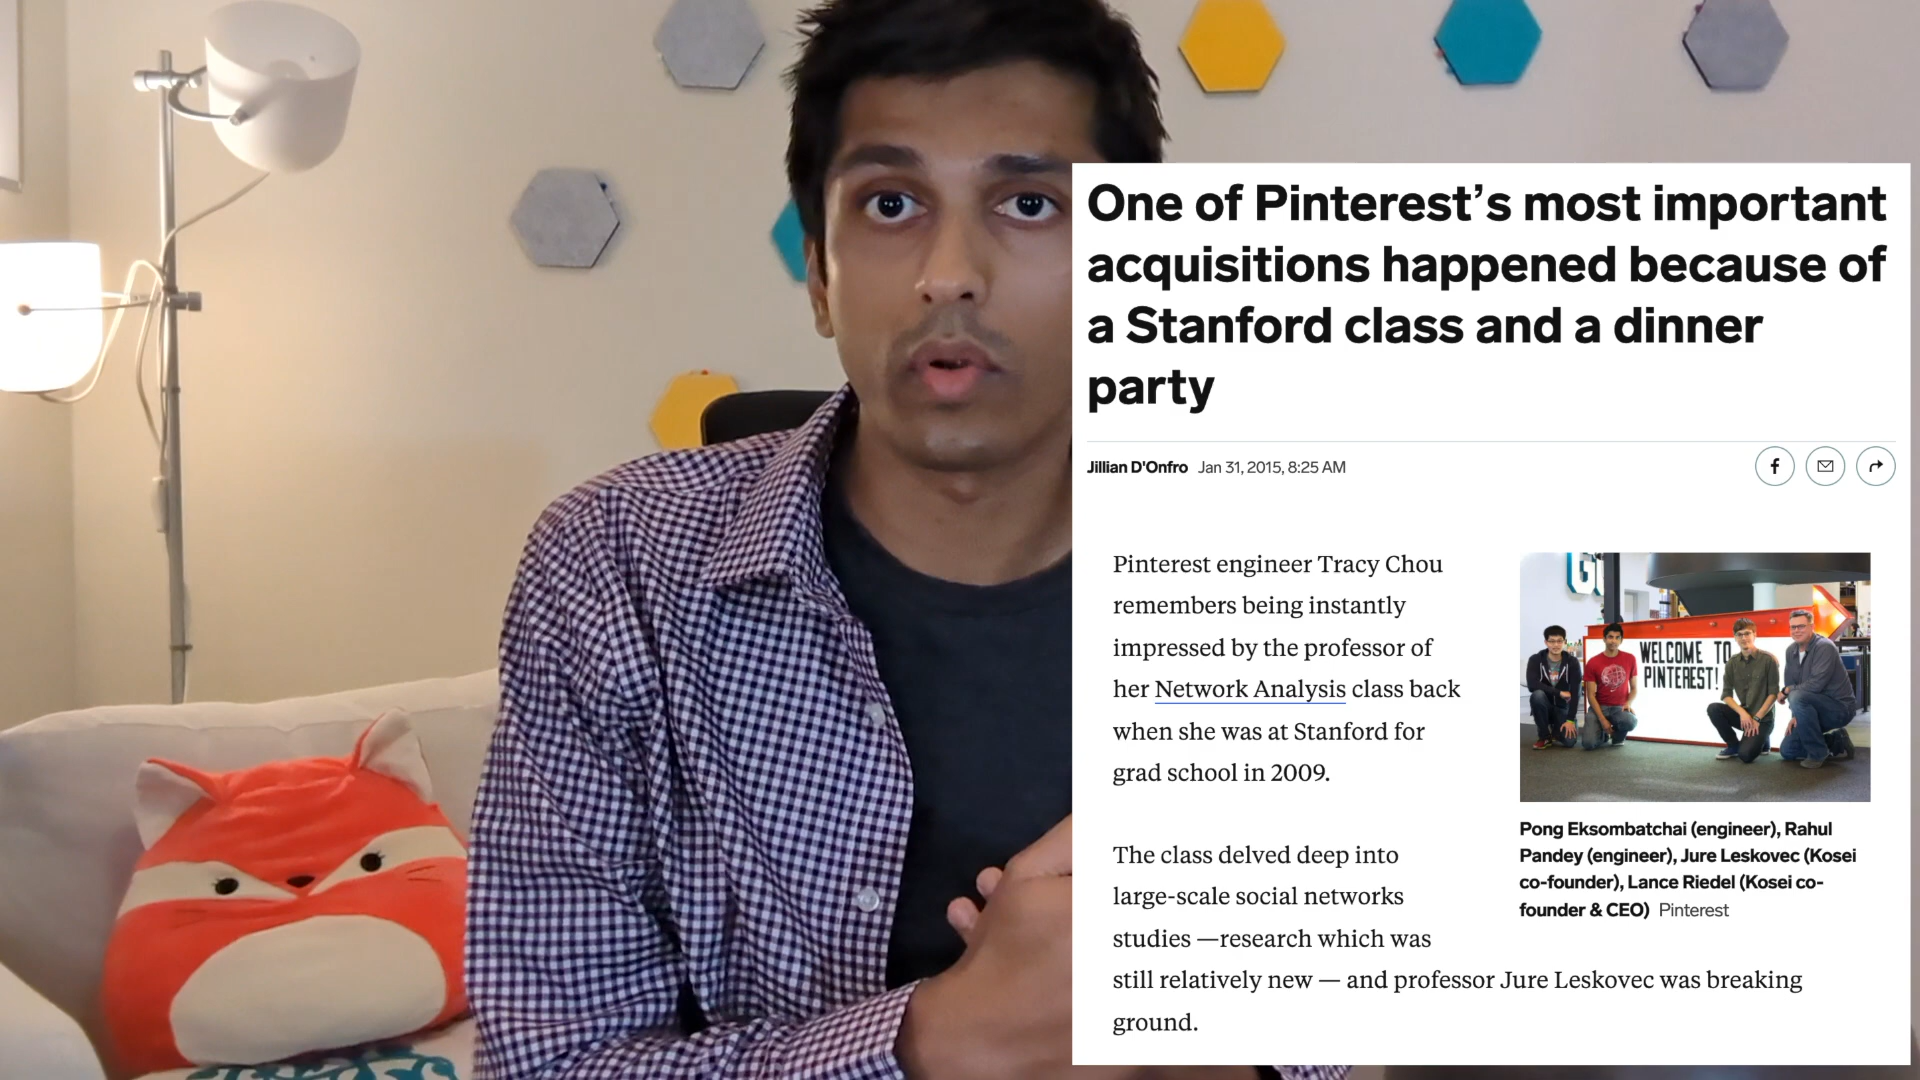 One of Pinterest’s most important
acquisitions happened because of
a Stanford class and a dinner
party
Jillian D'Onfro Jan 31, 2015, 8:25 AM
Pinterest engineer Tracy Chou
remembers being instantly
impressed by the professor of
her Network Analysis class back
when she was at Stanford for
grad school in 2009.
The class delved deep into
large-scale social networks
studies —research which was
still relatively new — and professor Jure Leskovec was breaking
ground.
WELCOME TO
PINTEREST!
Pong Eksombatchai (engineer), Rahul
Pandey (engineer), Jure Leskovec (Kosei
co-founder), Lance Riedel (Kosei co-
founder & CEO) Pinterest